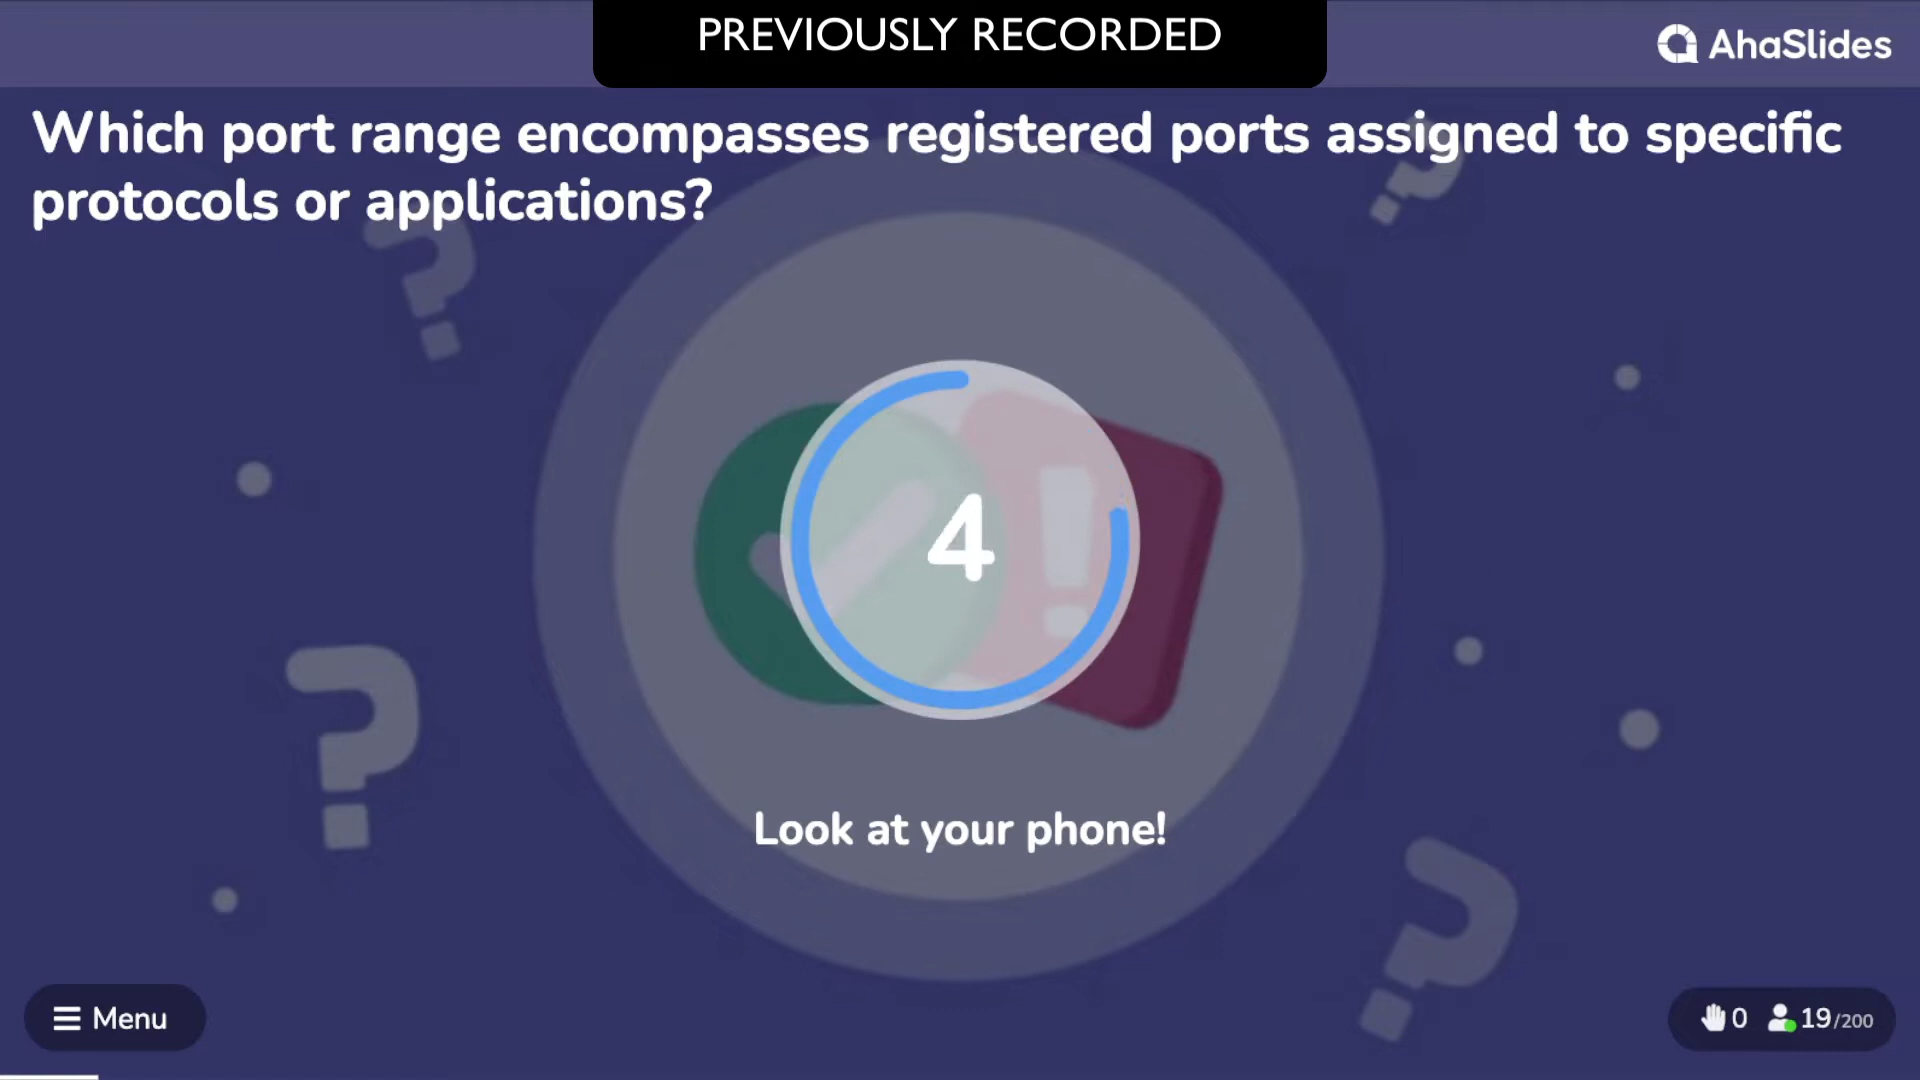 PREVIOUSLY RECORDED
AhaSlides
Which port range encompasses registered ports assigned to specific
protocols or applications?
4
Look at your phone!
Menu
0 19/200